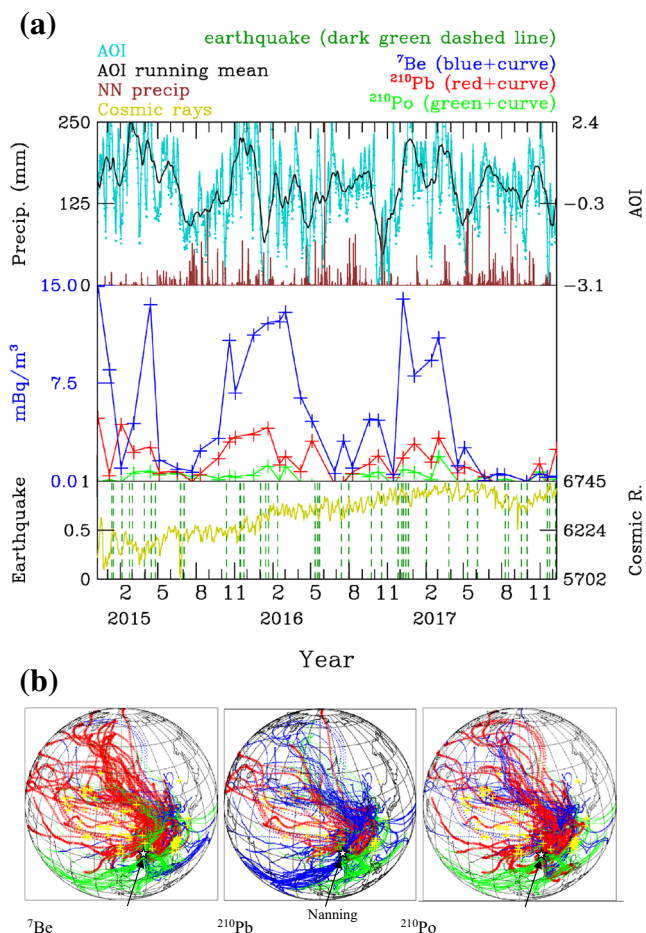 (a)
earthquake (dark green dashed line)
AOI
⁷Be (blue+curve)
AOI running mean
²¹⁰Pb (red+curve)
NN precip
²¹⁰Po (green+curve)
Cosmic rays
250
2.4
Precip. (mm)
125
-0.3
AOI
0
-3.1
15.0
mBq/m³
7.5
0.01
6745
Earthquake
0.5
6224
Cosmic R.
0
5702
2 5 8 11 2 5 8 11 2 5 8 11
2015 2016 2017
Year
(b)
Nanning
⁷Be ²¹⁰Pb ²¹⁰Po